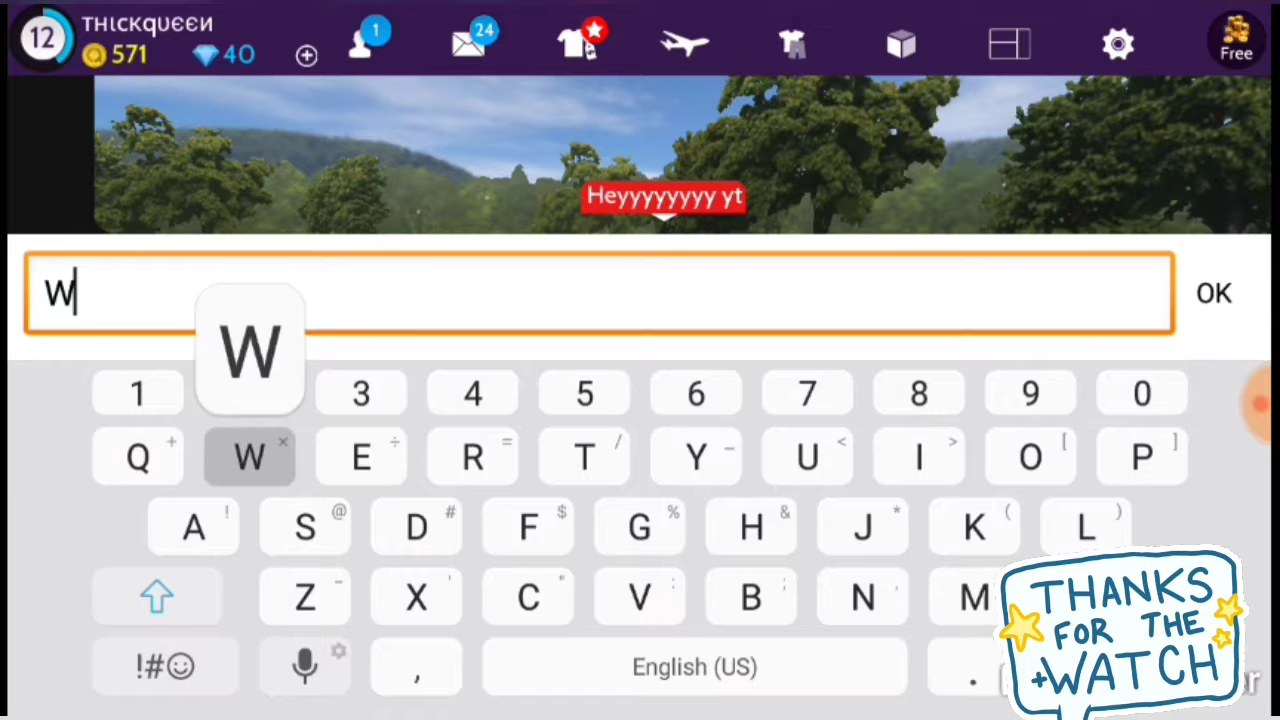 12 ТНιcкqυєєи 1 24
571 40 Free
Heyyyyyyyy yt
W OK
W
1 3 4 5 6 7 8 9 0
Q + W × E ÷ R = T / Y _ U < I > O [ P ]
A ! S @ D # F $ G % H & J * K ( L )
Z - X ' C " V : B ; N , M
!#☺ , English (US) .
THANKS
FOR THE
WATCH